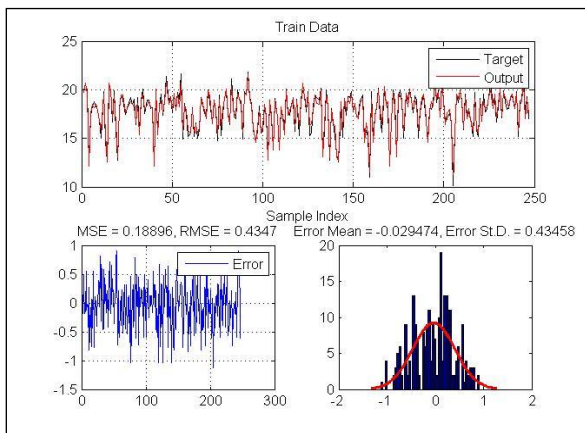 Train Data
25
20
15
10
Target
Output
0 50 100 150 200 250
Sample Index
MSE = 0.18896, RMSE = 0.4347
1
0.5
0
-0.5
-1
-1.5
Error
0 100 200 300
Error Mean = -0.029474, Error St.D. = 0.43458
20
15
10
5
0
-2 -1 0 1 2